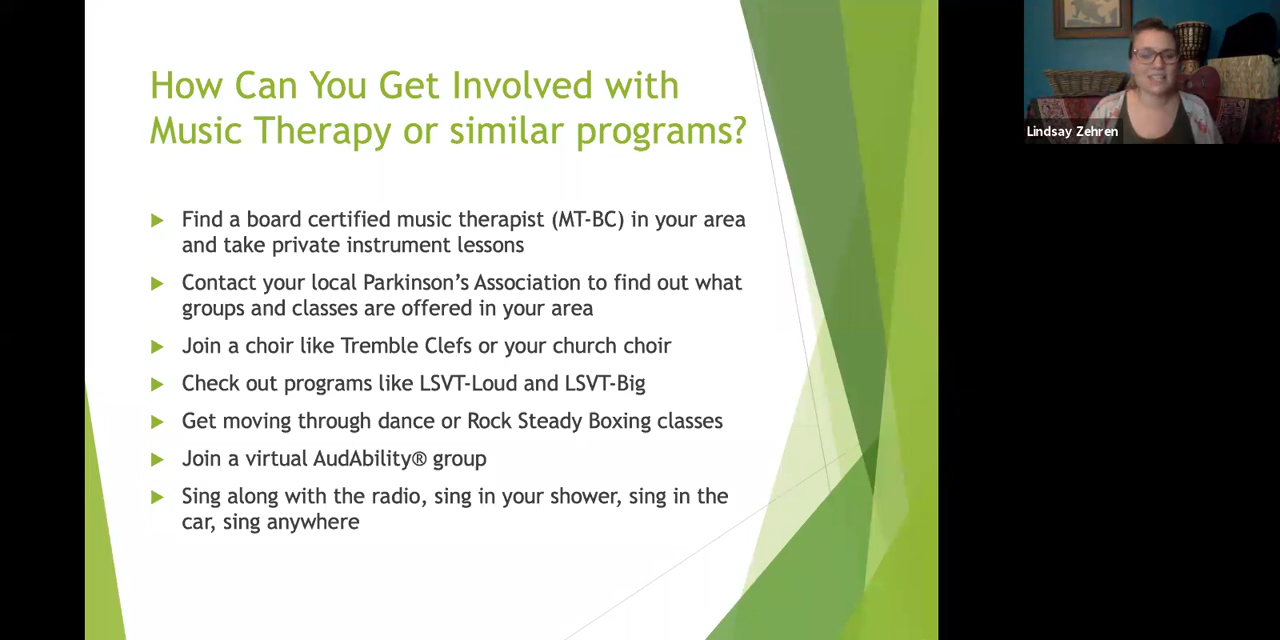 How Can You Get Involved with
Music Therapy or similar programs?
Find a board certified music therapist (MT-BC) in your area
and take private instrument lessons
Contact your local Parkinson’s Association to find out what
groups and classes are offered in your area
Join a choir like Tremble Clefs or your church choir
Check out programs like LSVT-Loud and LSVT-Big
Get moving through dance or Rock Steady Boxing classes
Join a virtual AudAbility® group
Sing along with the radio, sing in your shower, sing in the
car, sing anywhere
Lindsay Zehren